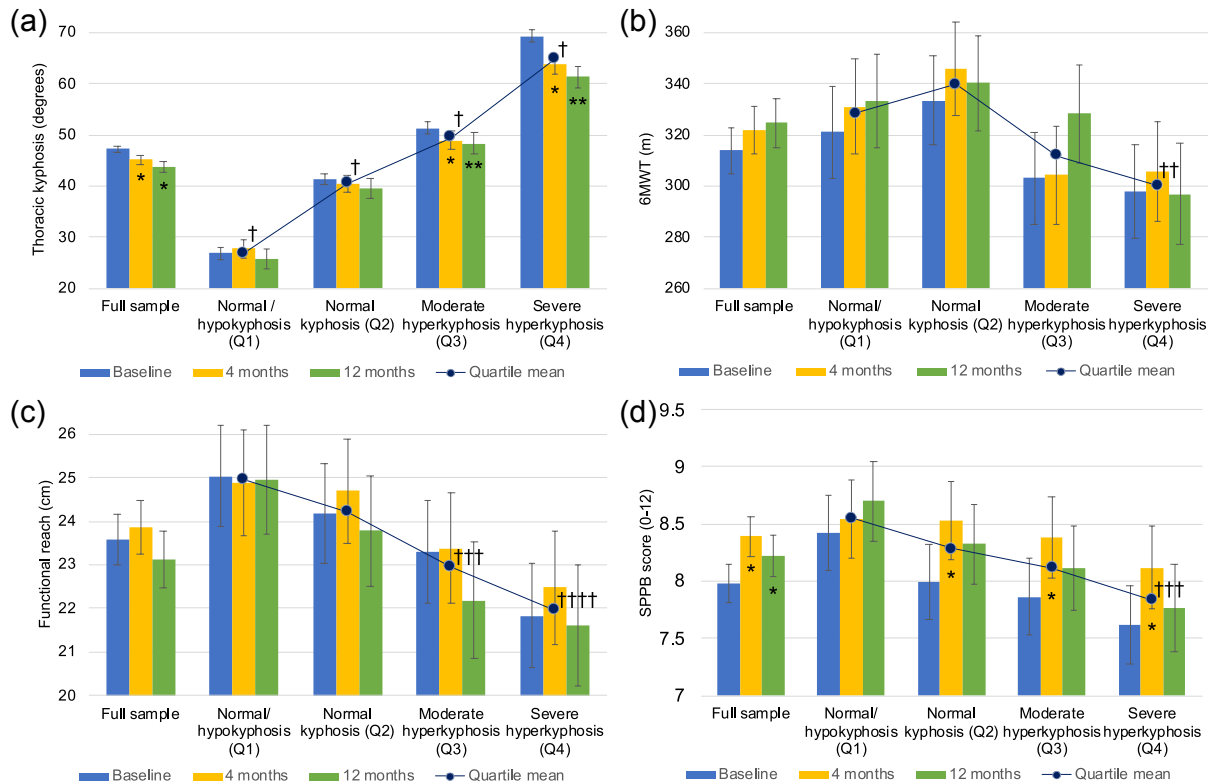 (a)
70
60
50
40
30
20
Thoracic kyphosis (degrees)
* * † † † * ** † * **
Full sample
Normal /
hypokyphosis
(Q1)
Normal
kyphosis (Q2)
Moderate
hyperkyphosis
(Q3)
Severe
hyperkyphosis
(Q4)
Baseline 4 months 12 months Quartile mean
(b)
360
340
320
300
280
260
6MWT (m)
††
Full sample
Normal/
hypokyphosis
(Q1)
Normal
kyphosis (Q2)
Moderate
hyperkyphosis
(Q3)
Severe
hyperkyphosis
(Q4)
Baseline 4 months 12 months Quartile mean
(c)
26
25
24
23
22
21
20
Functional reach (cm)
††† ††††
Full sample
Normal/
hypokyphosis
(Q1)
Normal
kyphosis (Q2)
Moderate
hyperkyphosis
(Q3)
Severe
hyperkyphosis
(Q4)
Baseline 4 months 12 months Quartile mean
(d)
9.5
9
8.5
8
7.5
7
SPPB score (0–12)
* * * * * †††
Full sample
Normal/
hypokyphosis
(Q1)
Normal
kyphosis (Q2)
Moderate
hyperkyphosis
(Q3)
Severe
hyperkyphosis
(Q4)
Baseline 4 months 12 months Quartile mean